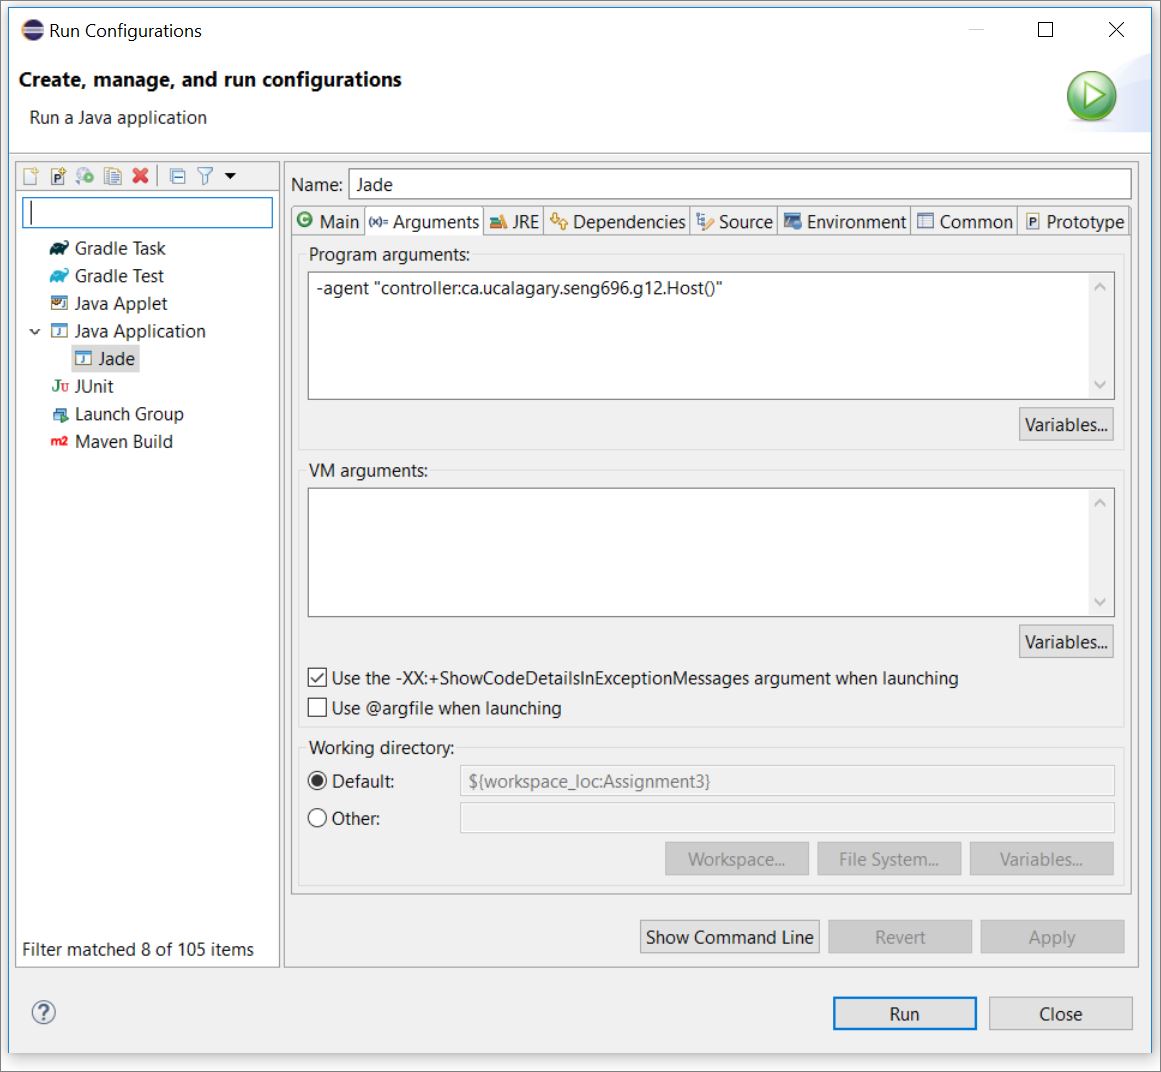 Run Configurations
Create, manage, and run configurations
Run a Java application
Gradle Task
Gradle Test
Java Applet
Java Application
Jade
JUnit
Launch Group
Maven Build
Filter matched 8 of 105 items
Name: Jade
Main (x)= Arguments JRE Dependencies Source Environment Common Prototype
Program arguments:
-agent "controller:ca.ucalagary.seng696.g12.Host()"
Variables...
VM arguments:
Variables...
Use the -XX:+ShowCodeDetailsInExceptionMessages argument when launching
Use @argfile when launching
Working directory:
Default: ${workspace_loc:Assignment3}
Other:
Workspace... File System... Variables...
Show Command Line Revert Apply
Run Close